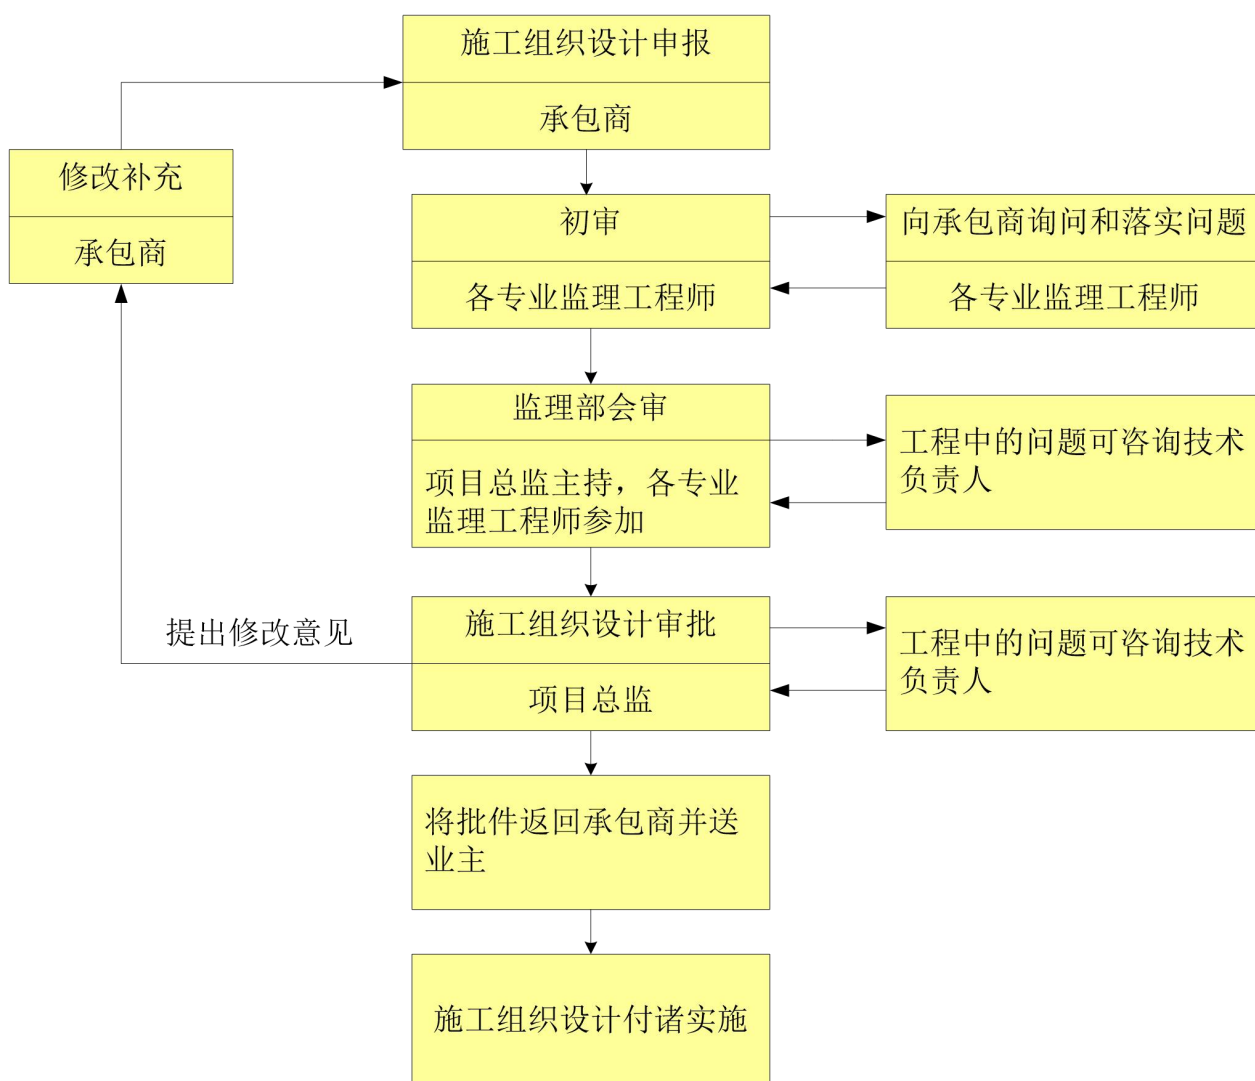 施工组织设计申报
承包商
修改补充
承包商
初审
各专业监理工程师
向承包商询问和落实问题
各专业监理工程师
监理部会审
项目总监主持，各专业
监理工程师参加
工程中的问题可咨询技术
负责人
提出修改意见
施工组织设计审批
项目总监
工程中的问题可咨询技术
负责人
将批件返回承包商并送
业主
施工组织设计付诸实施